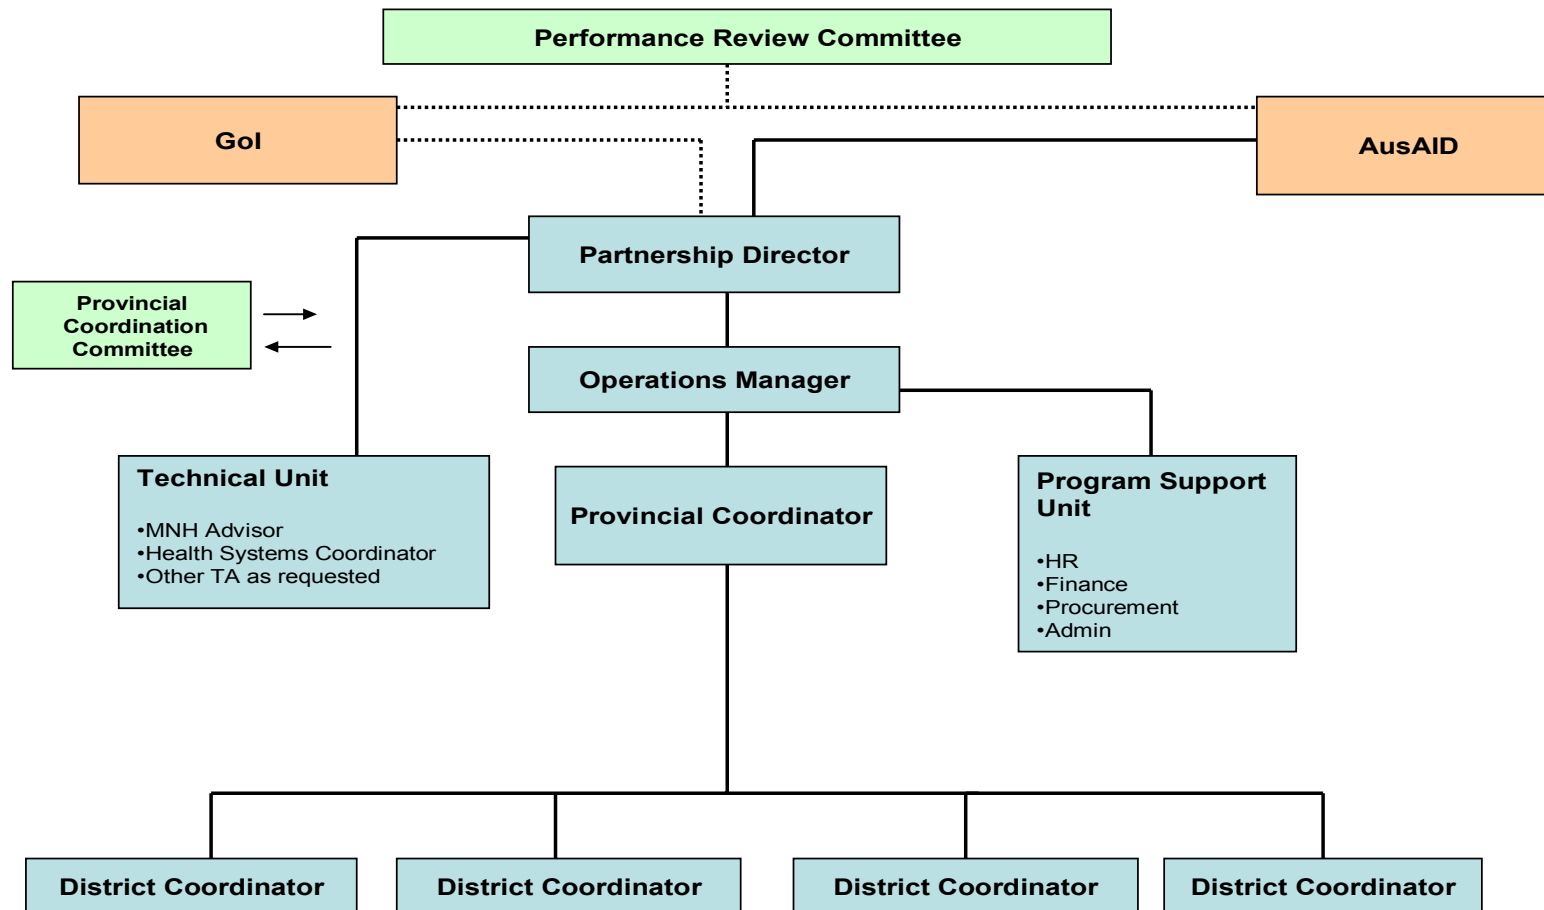 Performance Review Committee
GoI
AusAID
Partnership Director
Provincial
Coordination
Committee
Operations Manager
Technical Unit
•MNH Advisor
•Health Systems Coordinator
•Other TA as requested
Provincial Coordinator
Program Support
Unit
•HR
•Finance
•Procurement
•Admin
District Coordinator
District Coordinator
District Coordinator
District Coordinator